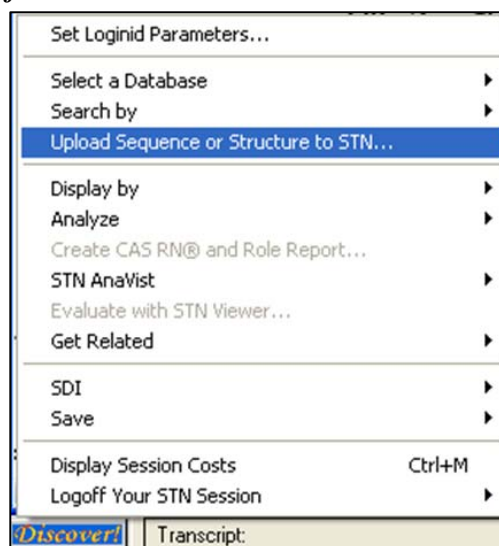 Set Loginid Parameters...
Select a Database
Search by
Upload Sequence or Structure to STN...
Display by
Analyze
Create CAS RN® and Role Report...
STN AnaVist
Evaluate with STN Viewer...
Get Related
SDI
Save
Display Session Costs Ctrl+M
Logoff Your STN Session
Discover! Transcript: